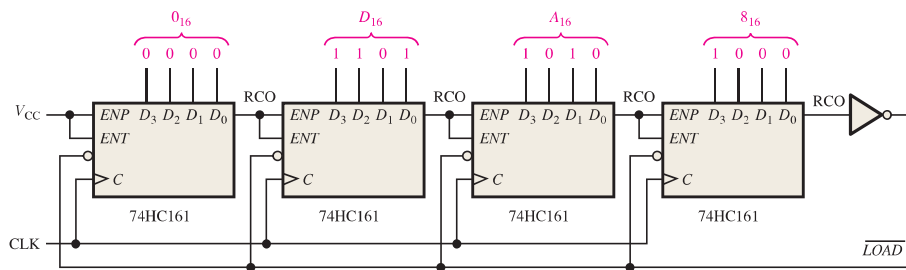 0₁₆ D₁₆ A₁₆ 8₁₆
0 0 0 0 1 1 0 1 1 0 1 0 1 0 0 0
RCO RCO RCO RCO
V_CC ENP D₃ D₂ D₁ D₀ ENP D₃ D₂ D₁ D₀ ENP D₃ D₂ D₁ D₀ ENP D₃ D₂ D₁ D₀
ENT ENT ENT ENT
C C C C
74HC161 74HC161 74HC161 74HC161
CLK L̅O̅A̅D̅